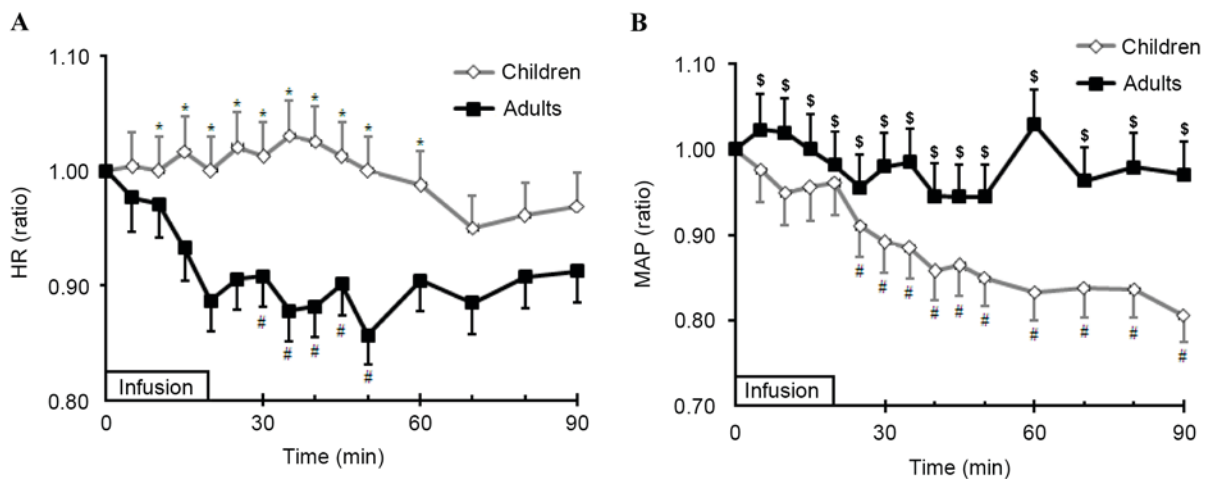 A
1.10
1.00
0.90
0.80
HR (ratio)
* * * * * * * * * * *
# # # # #
Children
Adults
Infusion
0 30 60 90
Time (min)
B
1.10
1.00
0.90
0.80
0.70
MAP (ratio)
$ $ $ $ $ $ $ $ $ $ $ $ $ $
# # # # # # # # # #
Children
Adults
Infusion
0 30 60 90
Time (min)